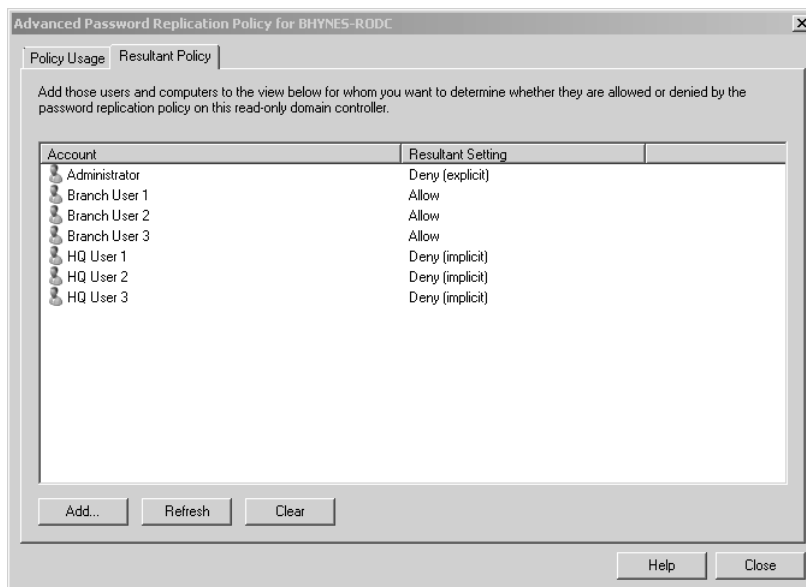 Advanced Password Replication Policy for BHYNES-RODC
Policy Usage Resultant Policy
Add those users and computers to the view below for whom you want to determine whether they are allowed or denied by the
password replication policy on this read-only domain controller.
Account Resultant Setting
Administrator Deny (explicit)
Branch User 1 Allow
Branch User 2 Allow
Branch User 3 Allow
HQ User 1 Deny (implicit)
HQ User 2 Deny (implicit)
HQ User 3 Deny (implicit)
Add... Refresh Clear
Help Close